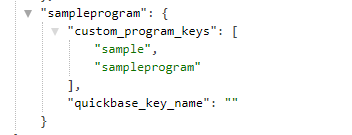 "sampleprogram": {
"custom_program_keys": [
"sample",
"sampleprogram"
],
"quickbase_key_name": ""
}